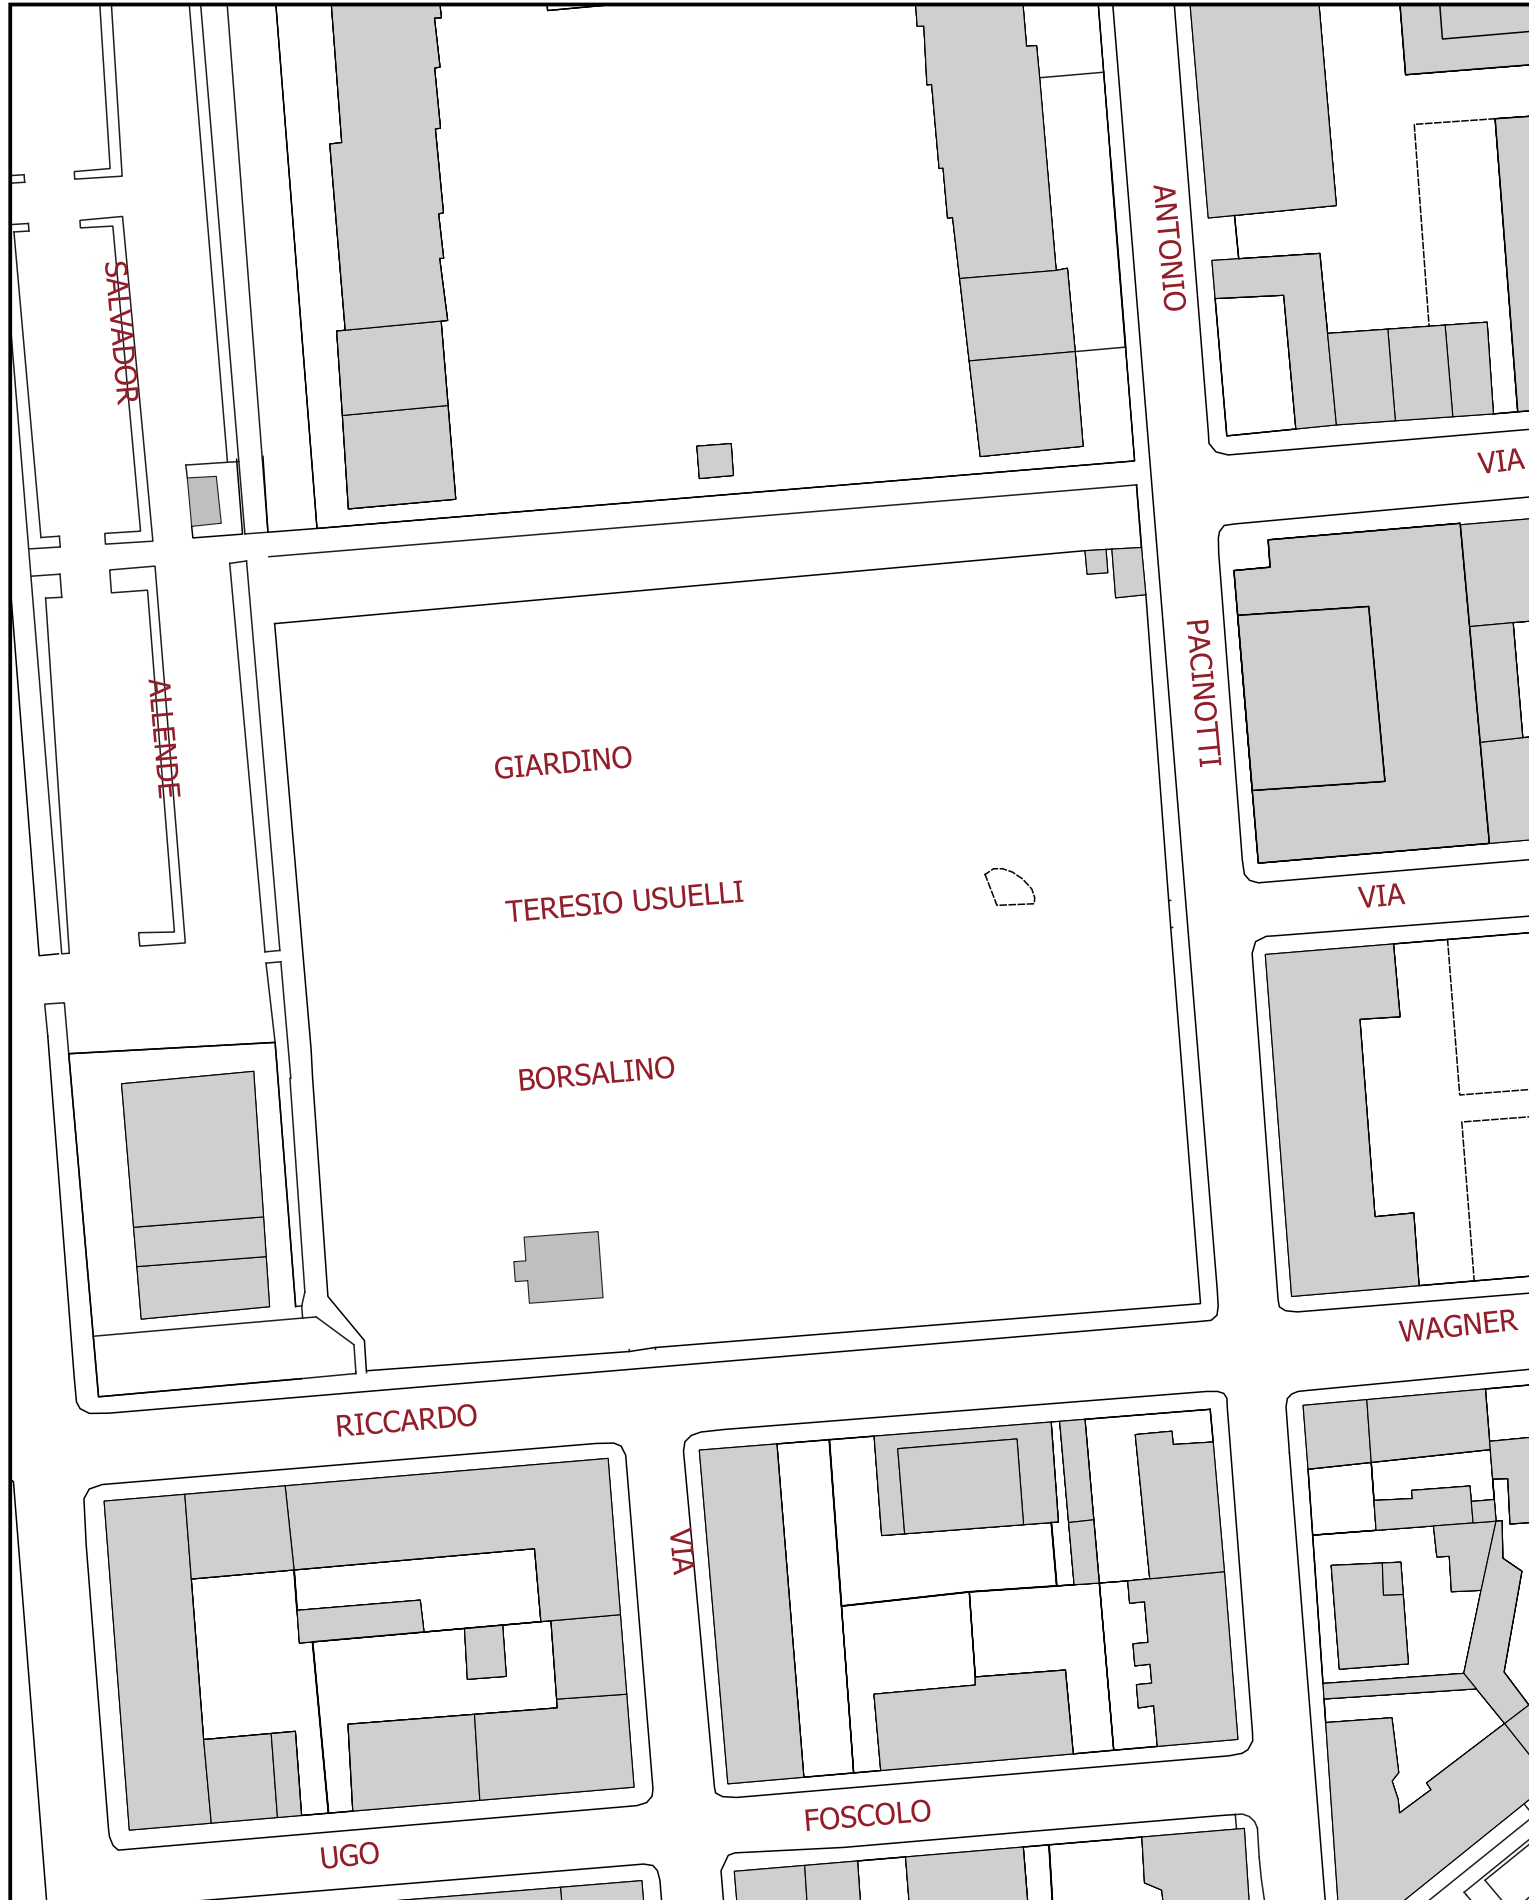 ANTONIO
SALVADOR
VIA
PACINOTTI
ALLENDE
GIARDINO
TERESIO USUELLI
VIA
BORSALINO
WAGNER
RICCARDO
VIA
FOSCOLO
UGO